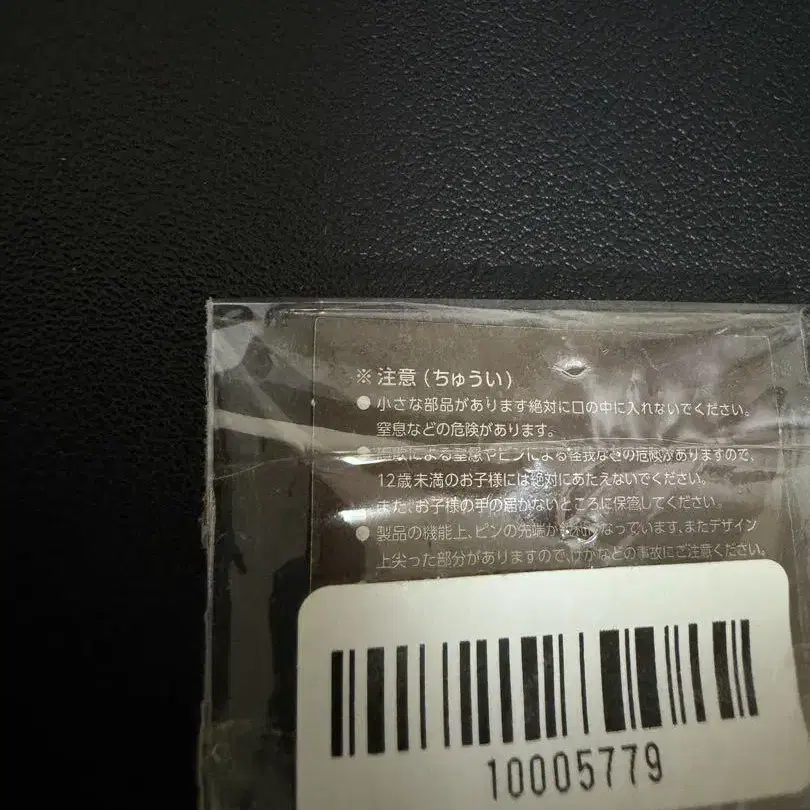 ※注意(ちゅうい)
●小さな部品があります絶対に口の中に入れないでください。
窒息などの危険があります。
●による窒息やピンによる怪我などの危険がありますので、
12歳未満のお子様には絶対にあたえないでください。
また、お子様の手の届かないところに保管してください。
●製品の機能上、ピンの先端がなっています、またデザイン
上尖った部分がありますので、けがなどの事故にご注意ください。
10005779